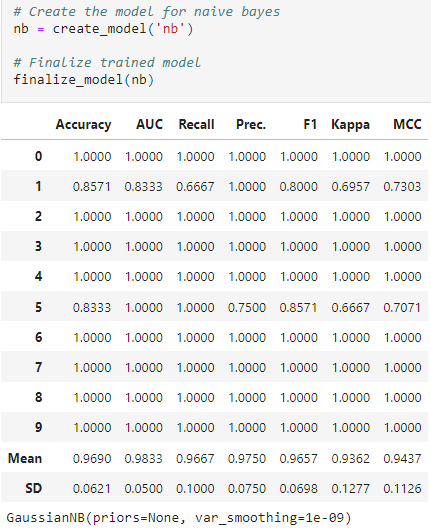 # Create the model for naive bayes
nb = create_model('nb')
# Finalize trained model
finalize_model(nb)
Accuracy AUC Recall Prec. F1 Kappa MCC
0 1.0000 1.0000 1.0000 1.0000 1.0000 1.0000 1.0000
1 0.8571 0.8333 0.6667 1.0000 0.8000 0.6957 0.7303
2 1.0000 1.0000 1.0000 1.0000 1.0000 1.0000 1.0000
3 1.0000 1.0000 1.0000 1.0000 1.0000 1.0000 1.0000
4 1.0000 1.0000 1.0000 1.0000 1.0000 1.0000 1.0000
5 0.8333 1.0000 1.0000 0.7500 0.8571 0.6667 0.7071
6 1.0000 1.0000 1.0000 1.0000 1.0000 1.0000 1.0000
7 1.0000 1.0000 1.0000 1.0000 1.0000 1.0000 1.0000
8 1.0000 1.0000 1.0000 1.0000 1.0000 1.0000 1.0000
9 1.0000 1.0000 1.0000 1.0000 1.0000 1.0000 1.0000
Mean 0.9690 0.9833 0.9667 0.9750 0.9657 0.9362 0.9437
SD 0.0621 0.0500 0.1000 0.0750 0.0698 0.1277 0.1126
GaussianNB(priors=None, var_smoothing=1e-09)